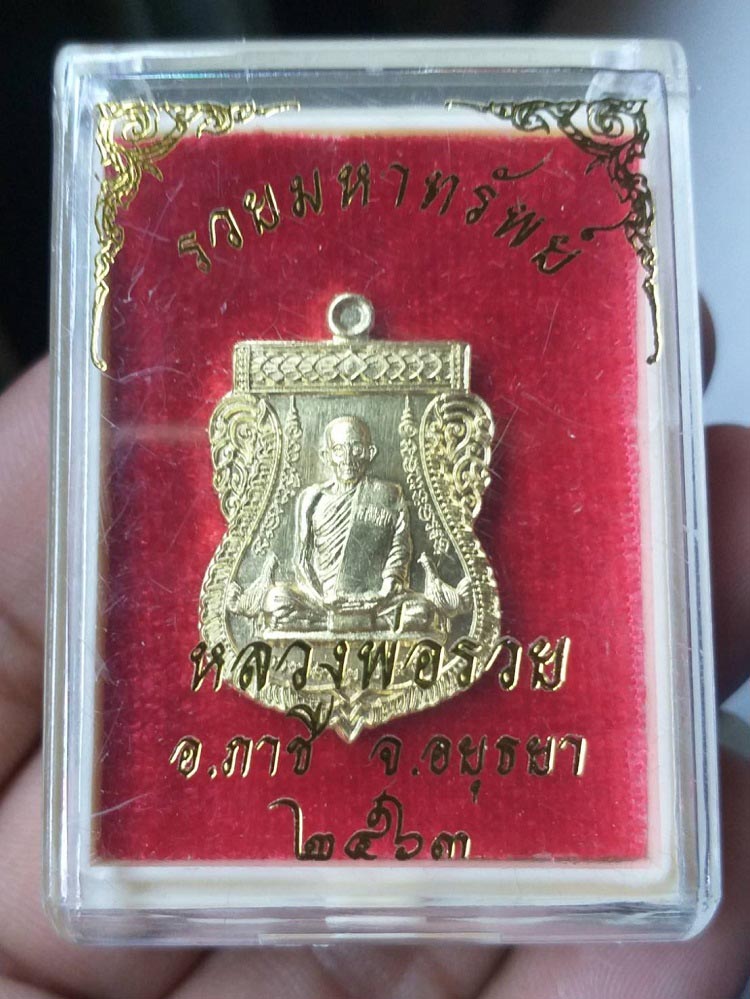 รวยมหาทรัพย์
หลวงพ่อรวย
อ.ภาชี จ.อยุธยา
๒๕๖๓